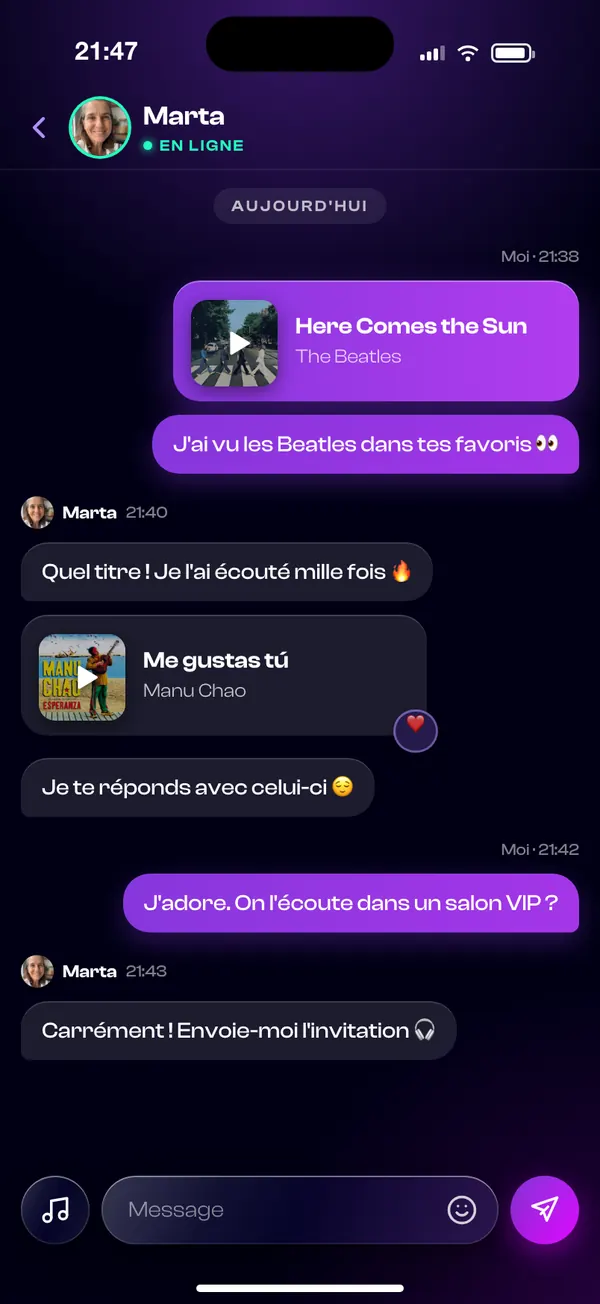 21:47
Marta
EN LIGNE
AUJOURD'HUI
Moi · 21:38
Here Comes the Sun
The Beatles
J'ai vu les Beatles dans tes favoris 👀
Marta 21:40
Quel titre ! Je l'ai écouté mille fois 🔥
MANU
CHAO
ESPERANZA
Me gustas tú
Manu Chao
Je te réponds avec celui-ci 😌
Moi · 21:42
J'adore. On l'écoute dans un salon VIP ?
Marta 21:43
Carrément ! Envoie-moi l'invitation 🎧
Message